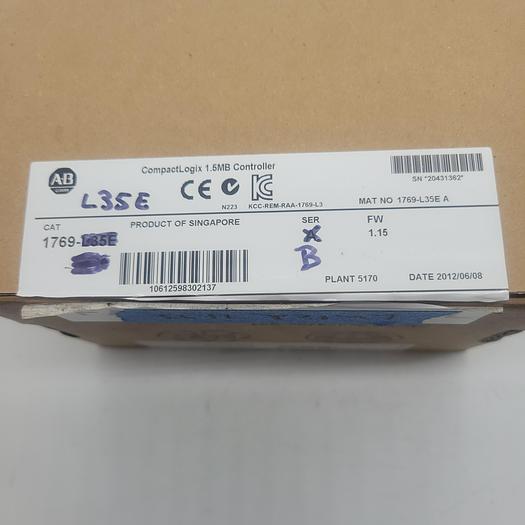 CompactLogix 1.5MB Controller
SN "20431362"
A-B
L35E
CE
N223
KCC-REM-RAA-1769-L3
MAT NO 1769-L35E A
CAT
1769-L35E
PRODUCT OF SINGAPORE
SER
A
B
FW
1.15
10612598302137
PLANT 5170
DATE 2012/06/08